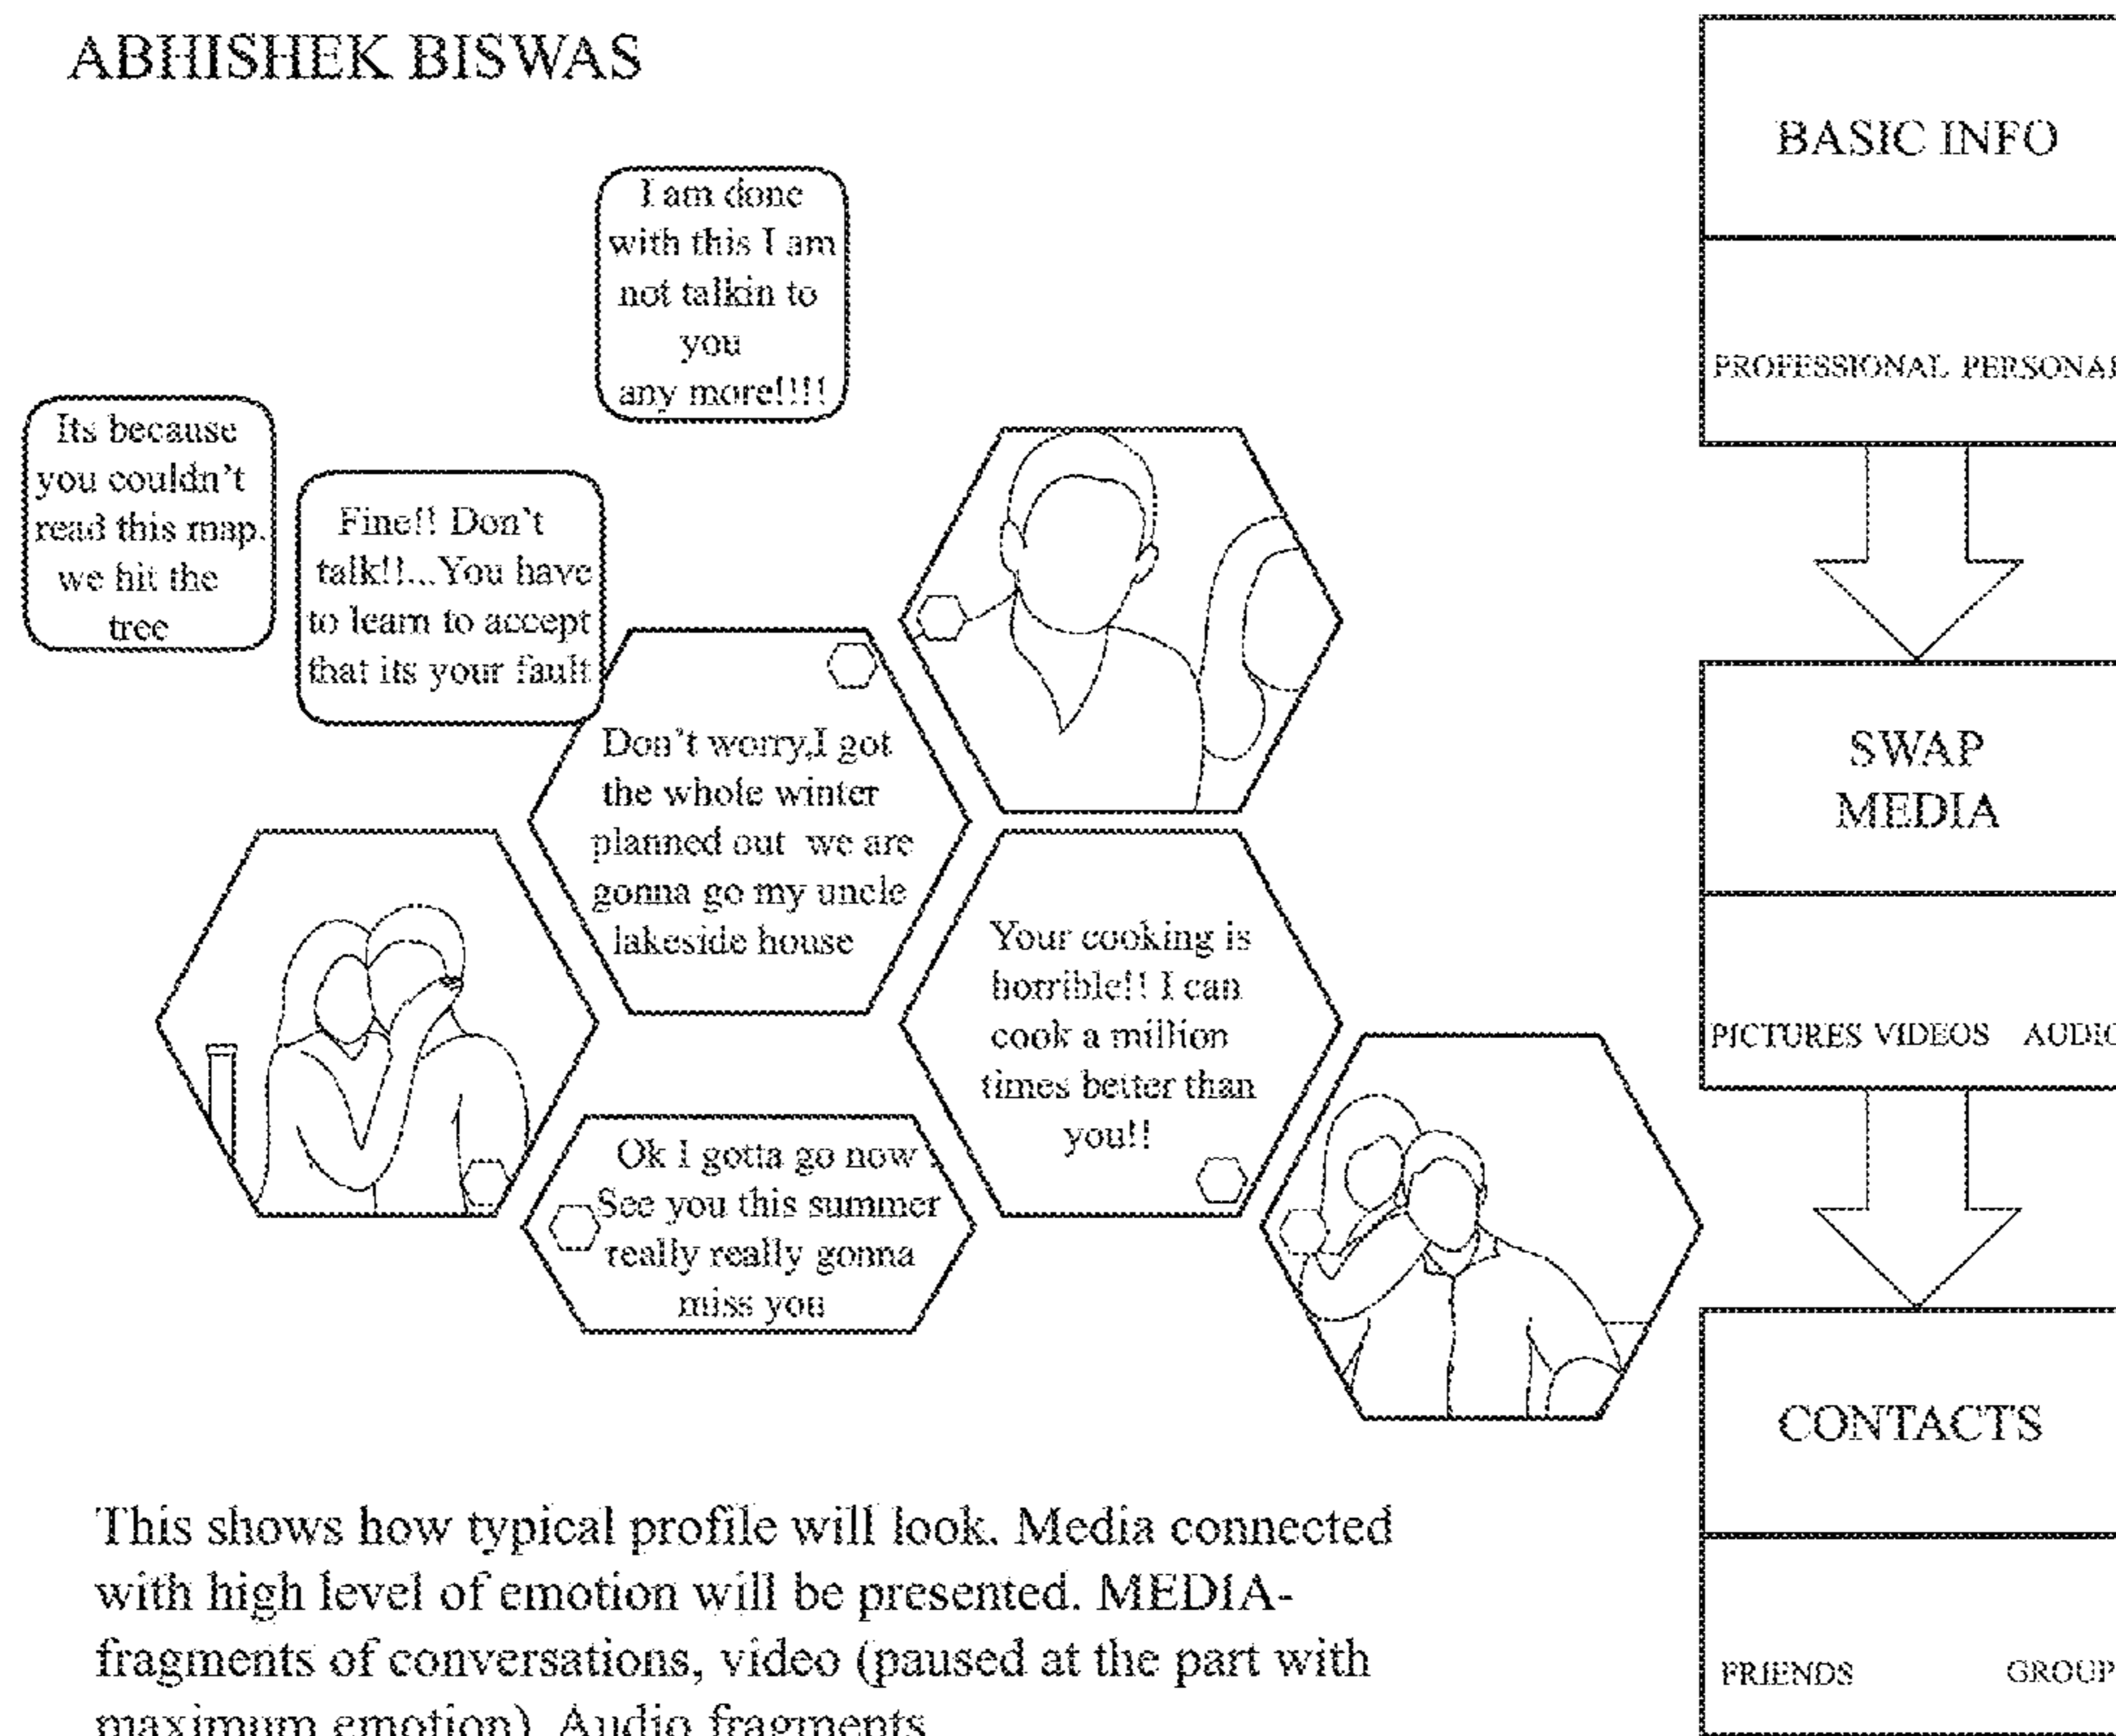 ABHISHEK BISWAS
I am done
with this I am
not talkin to
you
any more!!!!
Its because
you couldn't
read this map.
we hit the
tree
Fine!! Don't
talk!!...You have
to learn to accept
that its your fault
Don't worry,I got
the whole winter
planned out we are
gonna go my uncle
lakeside house
Your cooking is
horrible!! I can
cook a million
times better than
you!!
Ok I gotta go now
See you this summer
really really gonna
miss you
This shows how typical profile will look. Media connected
with high level of emotion will be presented. MEDIA-
fragments of conversations, video (paused at the part with
maximum emotion) Audio fragments
BASIC INFO
PROFESSIONAL PERSONAL
SWAP
MEDIA
PICTURES VIDEOS AUDIO
CONTACTS
FRIENDS GROUP